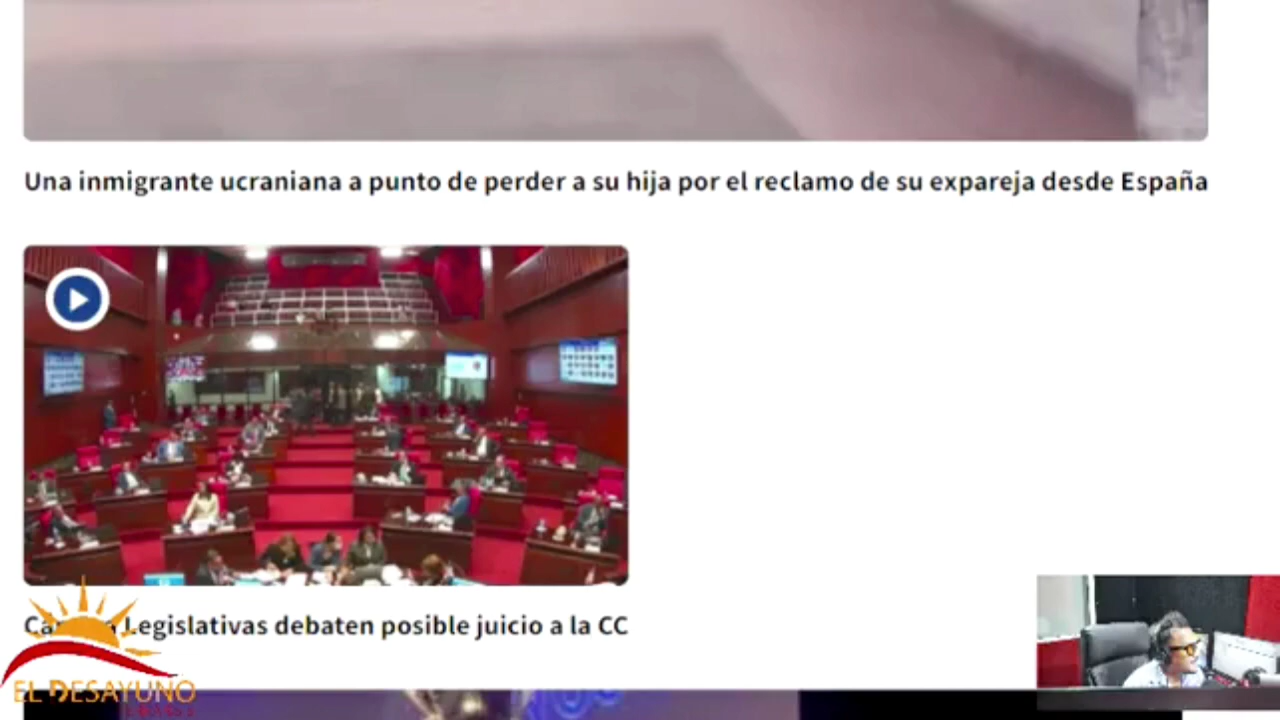 Una inmigrante ucraniana a punto de perder a su hija por el reclamo de su expareja desde España
Legislativas debaten posible juicio a la CC
EL DESAYUNO